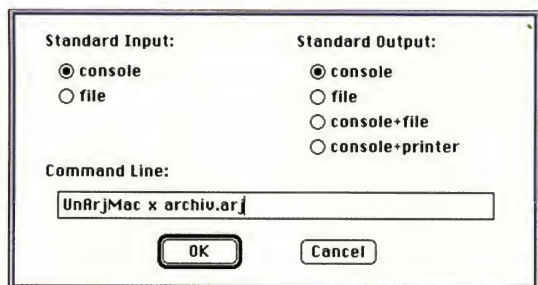 Standard Input:
console
file
Standard Output:
console
file
console+file
console+printer
Command Line:
UnArjMac x archiv.arj
OK
Cancel